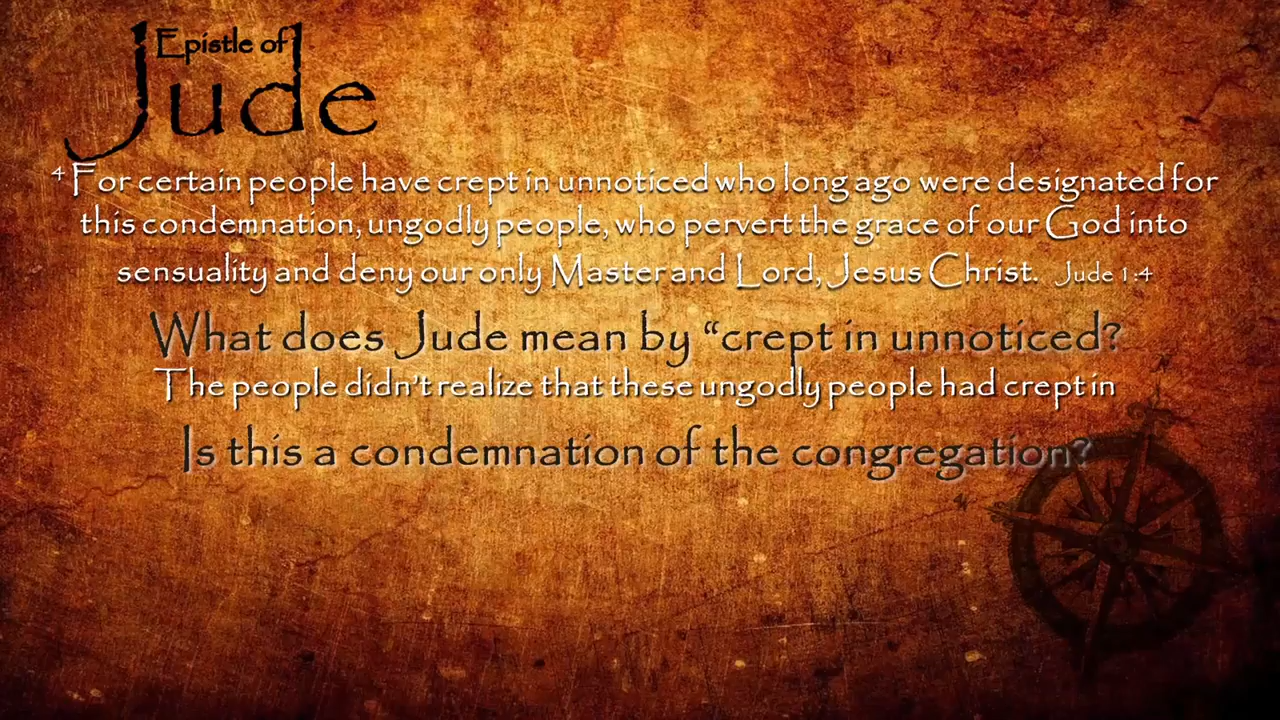 Epistle of
Jude
4 For certain people have crept in unnoticed who long ago were designated for
this condemnation, ungodly people, who pervert the grace of our God into
sensuality and deny our only Master and Lord, Jesus Christ. Jude 1:4
What does Jude mean by “crept in unnoticed?
The people didn’t realize that these ungodly people had crept in
Is this a condemnation of the congregation?